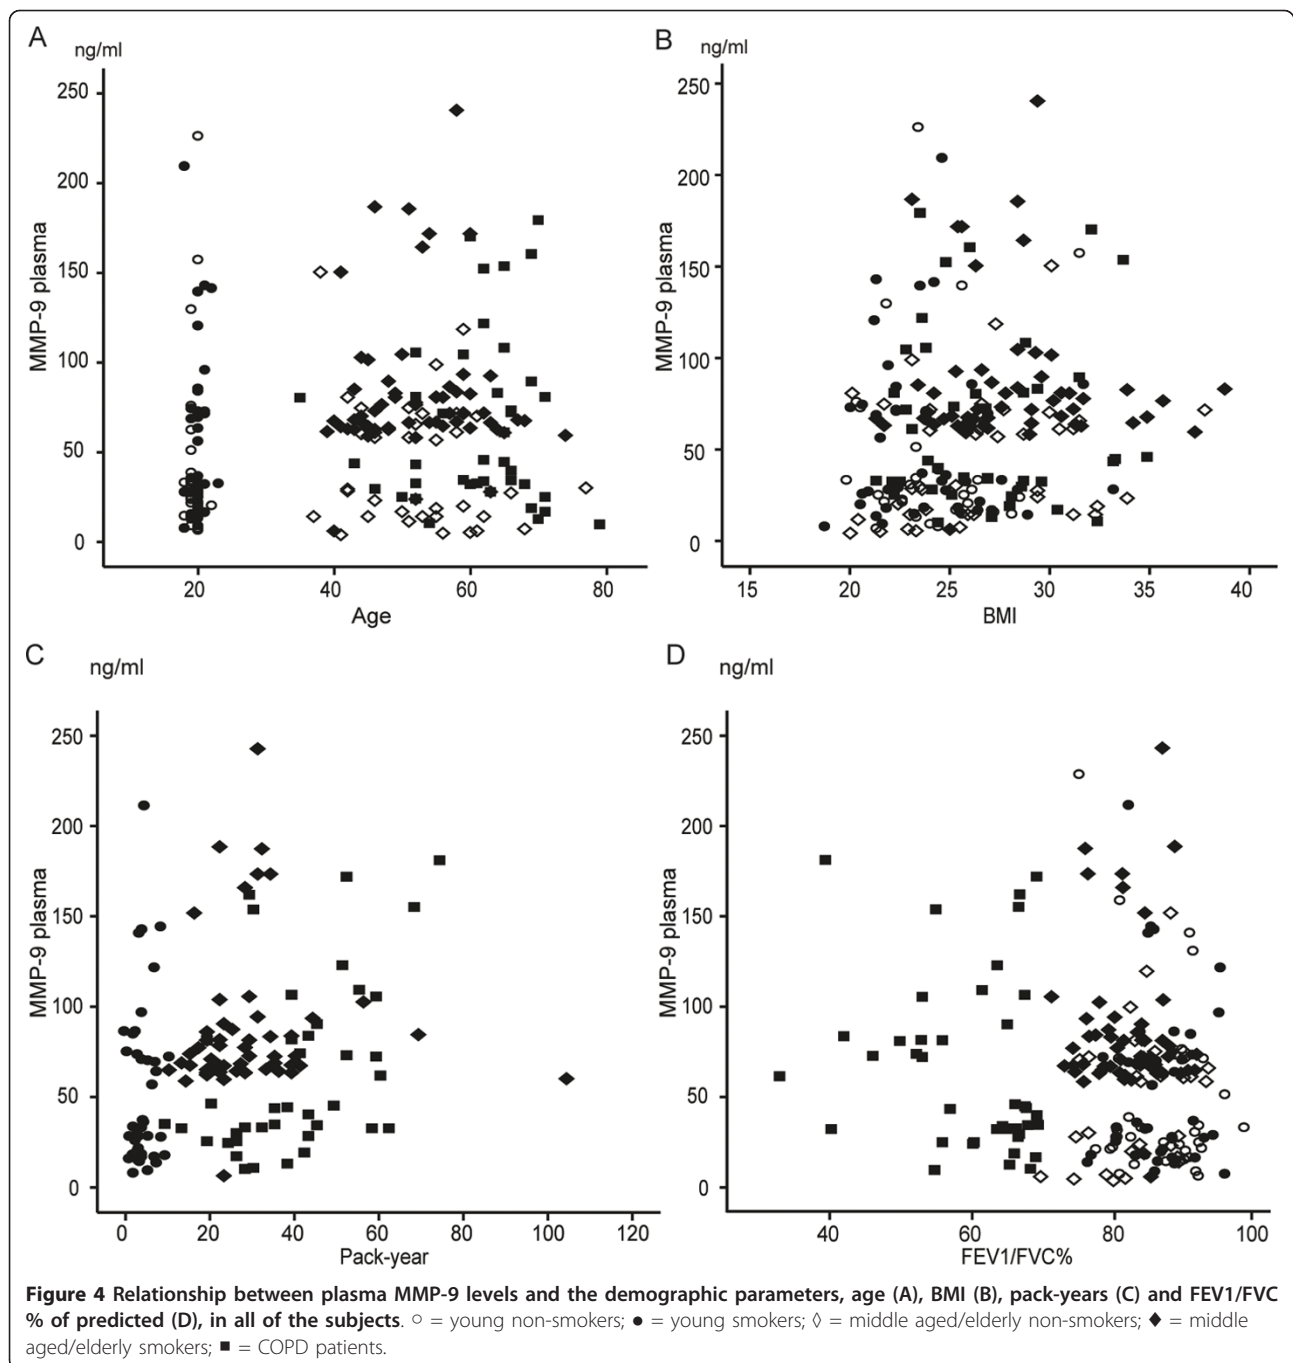 A
ng/ml
MMP-9 plasma
250
200
150
100
50
0
20
40
60
80
Age
B
ng/ml
MMP-9 plasma
250
200
150
100
50
0
15
20
25
30
35
40
BMI
C
ng/ml
MMP-9 plasma
250
200
150
100
50
0
0
20
40
60
80
100
120
Pack-year
D
ng/ml
MMP-9 plasma
250
200
150
100
50
0
40
60
80
100
FEV1/FVC%
Figure 4 Relationship between plasma MMP-9 levels and the demographic parameters, age (A), BMI (B), pack-years (C) and FEV1/FVC
% of predicted (D), in all of the subjects. ○ = young non-smokers; ● = young smokers; ◊ = middle aged/elderly non-smokers; ♦ = middle
aged/elderly smokers; ■ = COPD patients.